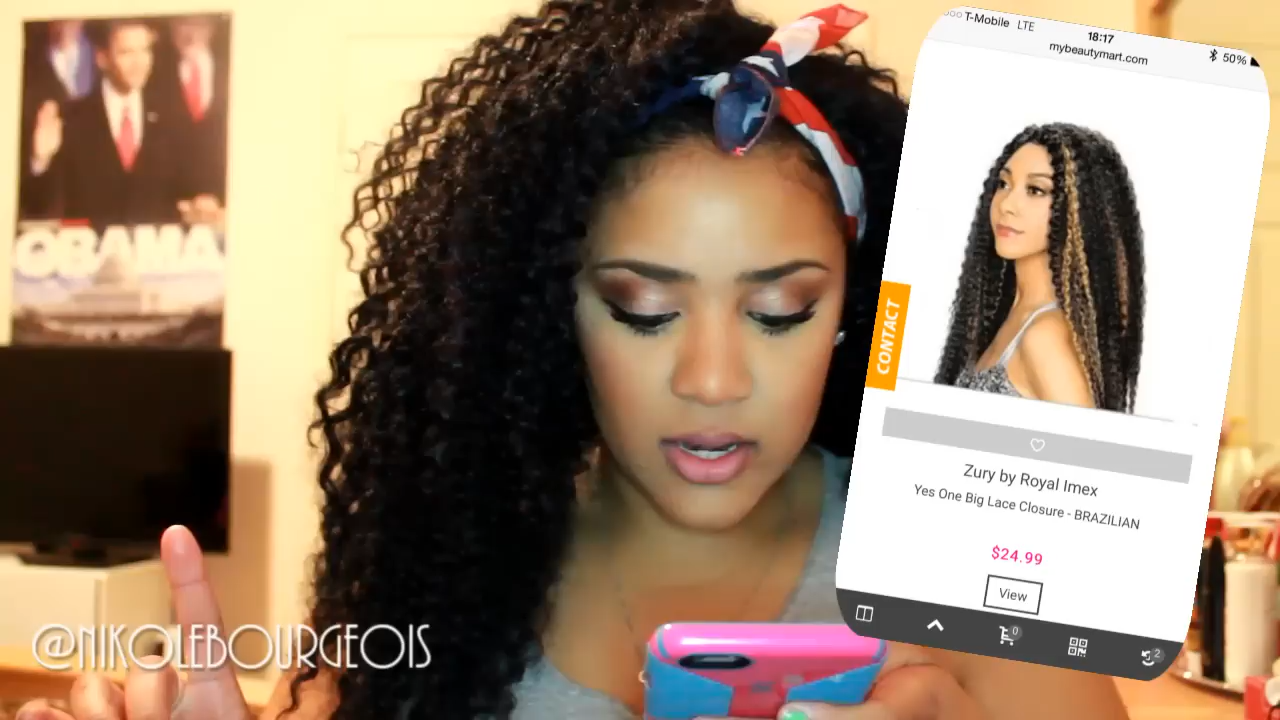 OBAMA
@NIKOLEBOURGEOIS
T-Mobile LTE
18:17
50%
mybeautymart.com
CONTACT
Zury by Royal Imex
Yes One Big Lace Closure - BRAZILIAN
$24.99
View
0
2